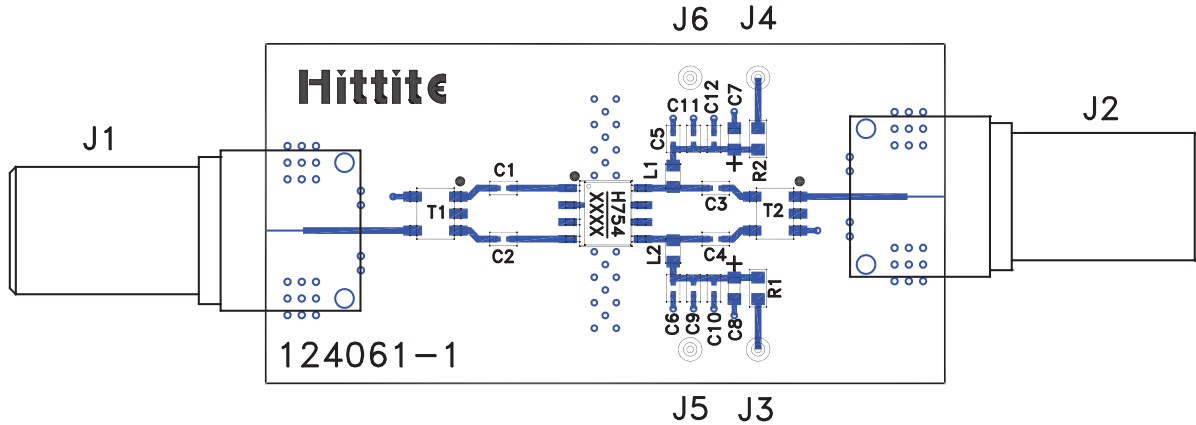 J6 J4
Hittite
J1
J2
C11
C12
C7
C5
R2
L1
C1
C3
T1
H754
XXXX
T2
C2
C4
L2
R1
C6
C9
C10
C8
124061-1
J5 J3